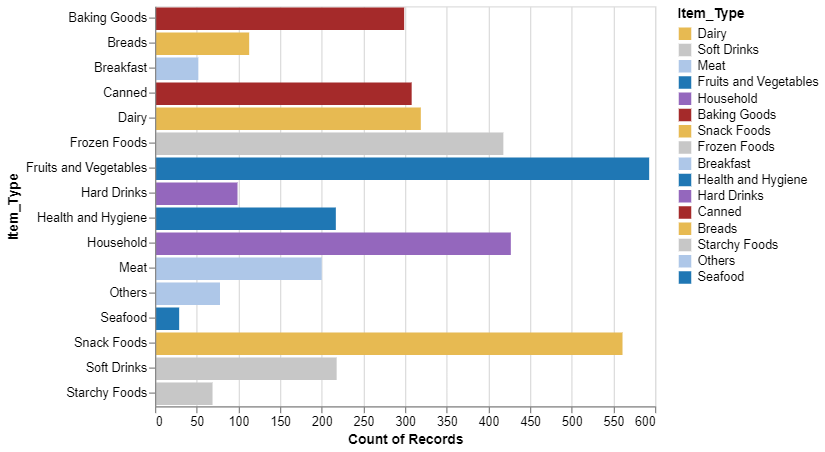 Item_Type
Baking Goods
Breads
Breakfast
Canned
Dairy
Frozen Foods
Fruits and Vegetables
Hard Drinks
Health and Hygiene
Household
Meat
Others
Seafood
Snack Foods
Soft Drinks
Starchy Foods
0 50 100 150 200 250 300 350 400 450 500 550 600
Count of Records
Item_Type
Dairy
Soft Drinks
Meat
Fruits and Vegetables
Household
Baking Goods
Snack Foods
Frozen Foods
Breakfast
Health and Hygiene
Hard Drinks
Canned
Breads
Starchy Foods
Others
Seafood